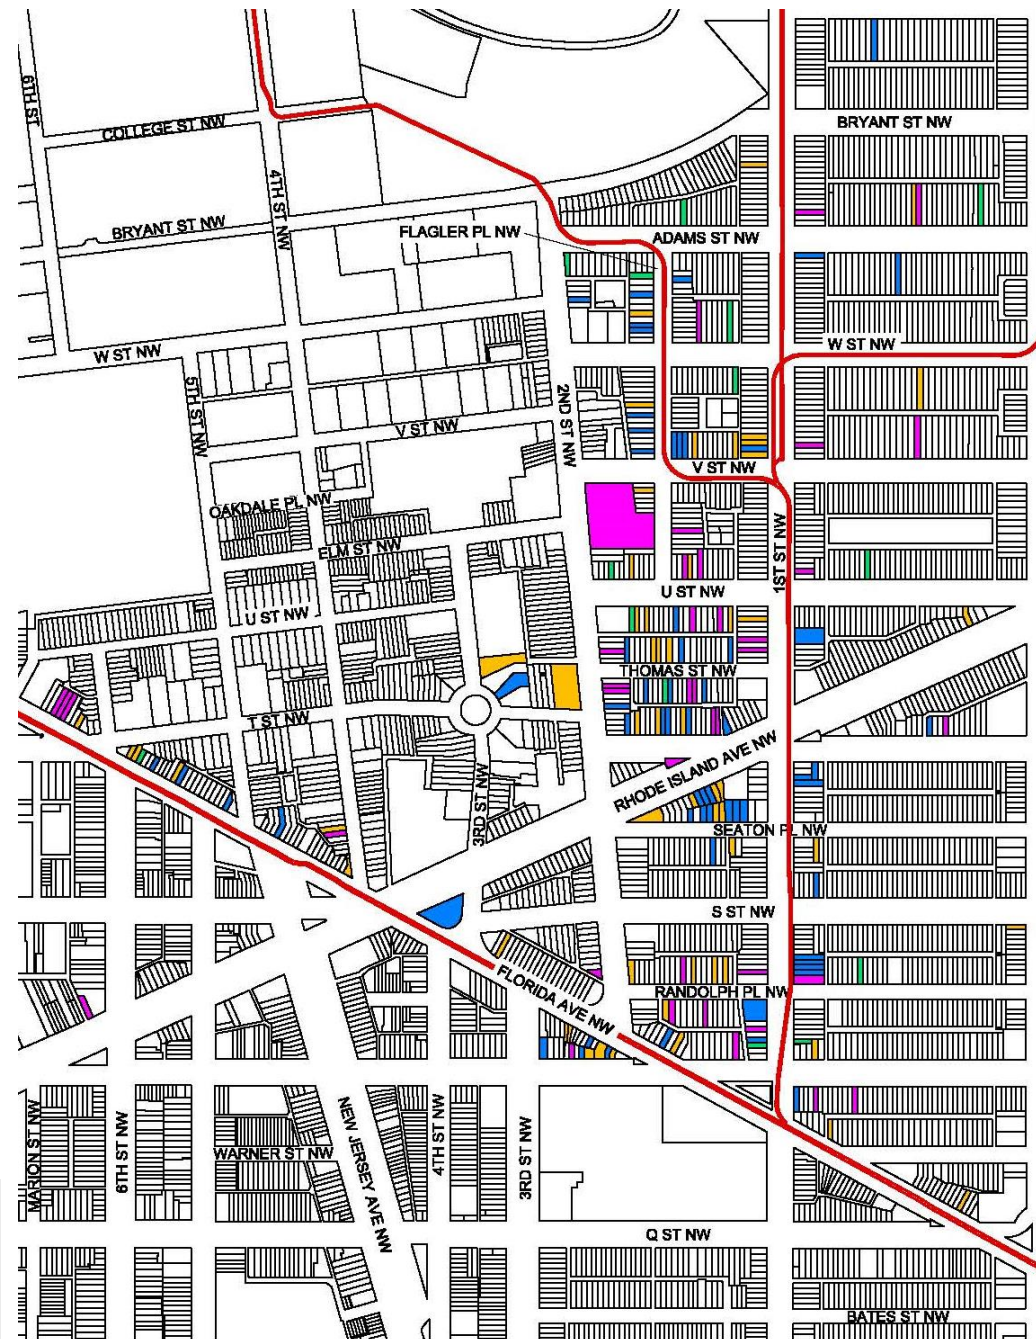 6TH ST
COLLEGE ST NW
BRYANT ST NW
4TH ST NW
BRYANT ST NW
FLAGLER PL NW
ADAMS ST NW
W ST NW
W ST NW
5TH ST NW
2ND ST NW
V ST NW
V ST NW
OAKDALE PL NW
ELM ST NW
1ST ST NW
U ST NW
U ST NW
THOMAS ST NW
T ST NW
RHODE ISLAND AVE NW
3RD ST NW
SEATON PL NW
S ST NW
FLORIDA AVE NW
RANDOLPH PL NW
MARION ST NW
6TH ST NW
WARNER ST NW
NEW JERSEY AVE NW
4TH ST NW
3RD ST NW
Q ST NW
BATES ST NW